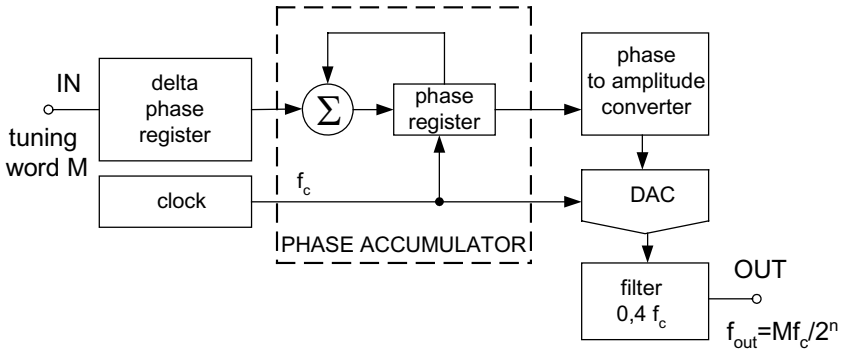 IN
tuning
word M
delta
phase
register
clock
f_c
Σ
phase
register
PHASE ACCUMULATOR
phase
to amplitude
converter
DAC
filter
0,4 f_c
OUT
f_out=Mf_c/2^n